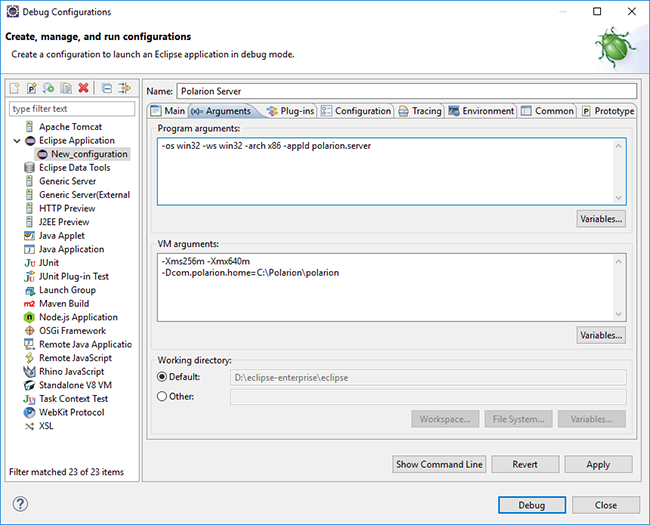 Debug Configurations
Create, manage, and run configurations
Create a configuration to launch an Eclipse application in debug mode.
type filter text
Apache Tomcat
Eclipse Application
New_configuration
Eclipse Data Tools
Generic Server
Generic Server(External
HTTP Preview
J2EE Preview
Java Applet
Java Application
JUnit
JUnit Plug-in Test
Launch Group
Maven Build
Node.js Application
OSGi Framework
Remote Java Applicatio
Remote JavaScript
Rhino JavaScript
Standalone V8 VM
Task Context Test
WebKit Protocol
XSL
Filter matched 23 of 23 items
Name: Polarion Server
Main Arguments Plug-ins Configuration Tracing Environment Common Prototype
Program arguments:
-os win32 -ws win32 -arch x86 -appId polarion.server
Variables...
VM arguments:
-Xms256m -Xmx640m
-Dcom.polarion.home=C:\Polarion\polarion
Variables...
Working directory:
Default: D:\eclipse-enterprise\eclipse
Other:
Workspace... File System... Variables...
Show Command Line Revert Apply
Debug Close